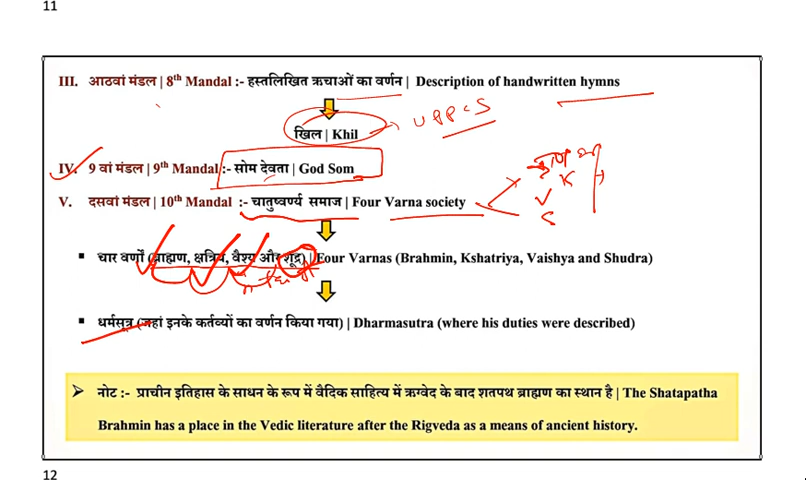 11
III. आठवां मंडल | 8th Mandal :- हस्तलिखित ऋचाओं का वर्णन | Description of handwritten hymns
खिल | Khil
UPPCS
IV. 9 वां मंडल | 9th Mandal :- सोम देवता | God Som
V. दसवां मंडल | 10th Mandal :- चातुष्वर्ण्य समाज | Four Varna society
K
V
S
▪ चार वर्णों (ब्राह्मण, क्षत्रिय, वैश्य और शूद्र) | Four Varnas (Brahmin, Kshatriya, Vaishya and Shudra)
▪ धर्मसूत्र (जहां इनके कर्तव्यों का वर्णन किया गया) | Dharmasutra (where his duties were described)
➤ नोट :- प्राचीन इतिहास के साधन के रूप में वैदिक साहित्य में ऋग्वेद के बाद शतपथ ब्राह्मण का स्थान है | The Shatapatha
Brahmin has a place in the Vedic literature after the Rigveda as a means of ancient history.
12